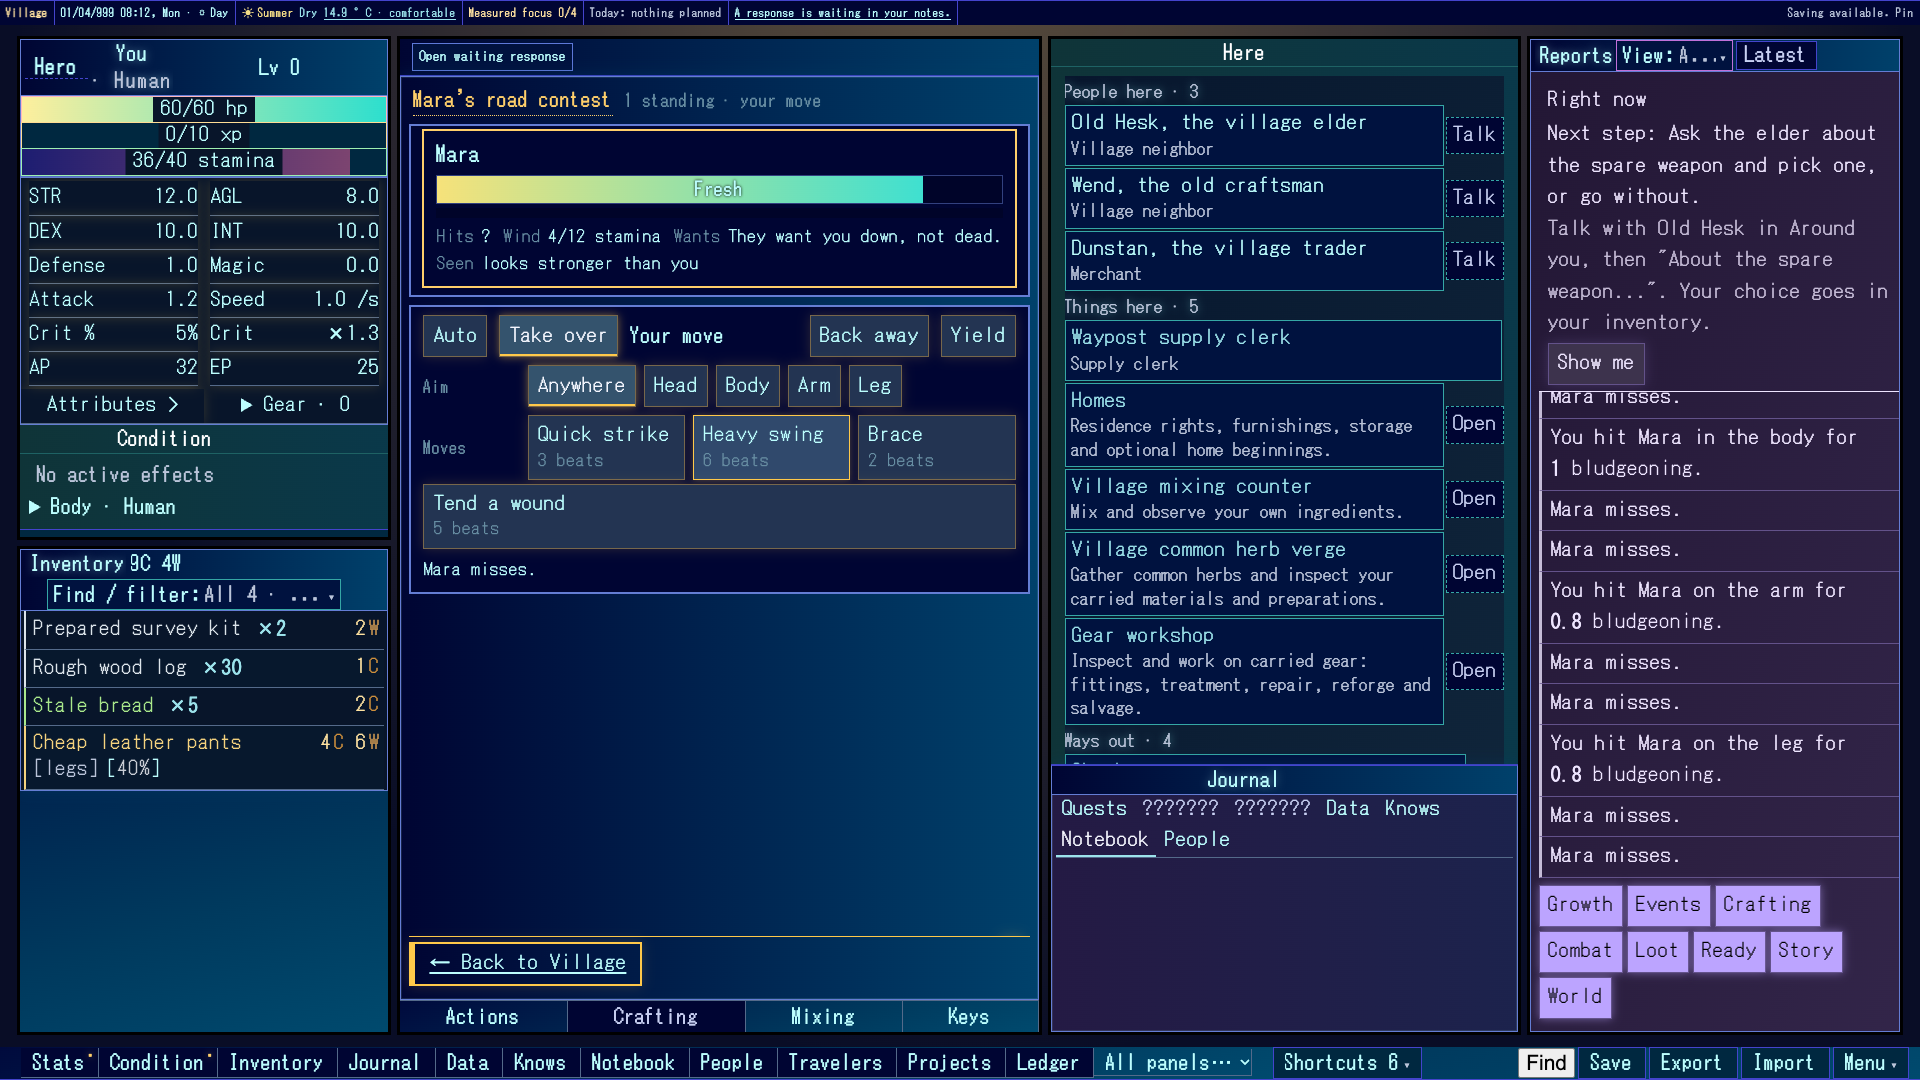 Village 01/04/999 08:12, Mon · ☼ Day ☀ Summer Dry 14.9 ° C · comfortable Measured focus 0/4 Today: nothing planned A response is waiting in your notes. Saving available. Pin
Hero · You Human Lv 0
60/60 hp
0/10 xp
36/40 stamina
STR 12.0 AGL 8.0
DEX 10.0 INT 10.0
Defense 1.0 Magic 0.0
Attack 1.2 Speed 1.0 /s
Crit % 5% Crit ×1.3
AP 32 EP 25
Attributes > ▶ Gear · 0
Condition
No active effects
▶ Body · Human
Inventory 9C 4W
Find / filter: All 4 · ... ▾
Prepared survey kit ×2 2W
Rough wood log ×30 1C
Stale bread ×5 2C
Cheap leather pants 4C 6W
[legs] [40%]
Open waiting response
Mara's road contest 1 standing · your move
Mara
Fresh
Hits ? Wind 4/12 stamina Wants They want you down, not dead.
Seen looks stronger than you
Auto Take over Your move Back away Yield
Aim Anywhere Head Body Arm Leg
Moves Quick strike Heavy swing Brace
3 beats 6 beats 2 beats
Tend a wound
5 beats
Mara misses.
← Back to Village
Actions Crafting Mixing Keys
Here
People here · 3
Old Hesk, the village elder
Village neighbor
Talk
Wend, the old craftsman
Village neighbor
Talk
Dunstan, the village trader
Merchant
Talk
Things here · 5
Waypost supply clerk
Supply clerk
Homes
Residence rights, furnishings, storage
and optional home beginnings.
Open
Village mixing counter
Mix and observe your own ingredients.
Open
Village common herb verge
Gather common herbs and inspect your
carried materials and preparations.
Open
Gear workshop
Inspect and work on carried gear:
fittings, treatment, repair, reforge and
salvage.
Open
Ways out · 4
Journal
Quests ??????? ??????? Data Knows
Notebook People
Reports View: A... ▾ Latest
Right now
Next step: Ask the elder about
the spare weapon and pick one,
or go without.
Talk with Old Hesk in Around
you, then "About the spare
weapon...". Your choice goes in
your inventory.
Show me
Mara misses.
You hit Mara in the body for
1 bludgeoning.
Mara misses.
Mara misses.
You hit Mara on the arm for
0.8 bludgeoning.
Mara misses.
Mara misses.
You hit Mara on the leg for
0.8 bludgeoning.
Mara misses.
Mara misses.
Growth Events Crafting
Combat Loot Ready Story
World
Stats Condition Inventory Journal Data Knows Notebook People Travelers Projects Ledger All panels… Shortcuts 6 ▾ Find Save Export Import Menu ▾